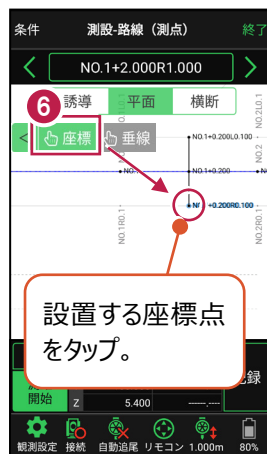 条件 測設-路線（測点） 終了
< NO.1+2.000R1.000 >
6 誘導 平面 横断
< 座標 垂線
NO.2L0.1
NO.1+0.200L0.100
NO.1+0.200
NO.2
NO.1R0.1
+0.200R0.100
NO.2R0.1
設置する座標点
をタップ。
開始 Z 5.400 ---.--- 録
観測設定 接続 自動追尾 リモコン 1.000m 80%